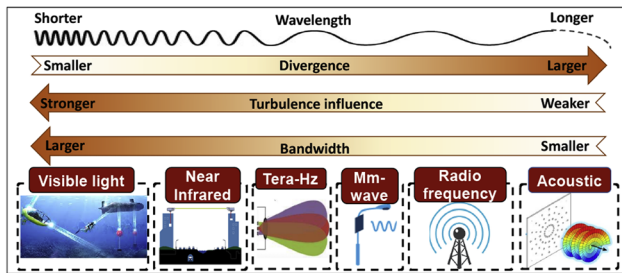 Shorter Wavelength Longer
Smaller Divergence Larger
Stronger Turbulence influence Weaker
Larger Bandwidth Smaller
Visible light
Near
Infrared
Tera-Hz
Mm-
wave
Radio
frequency
Acoustic